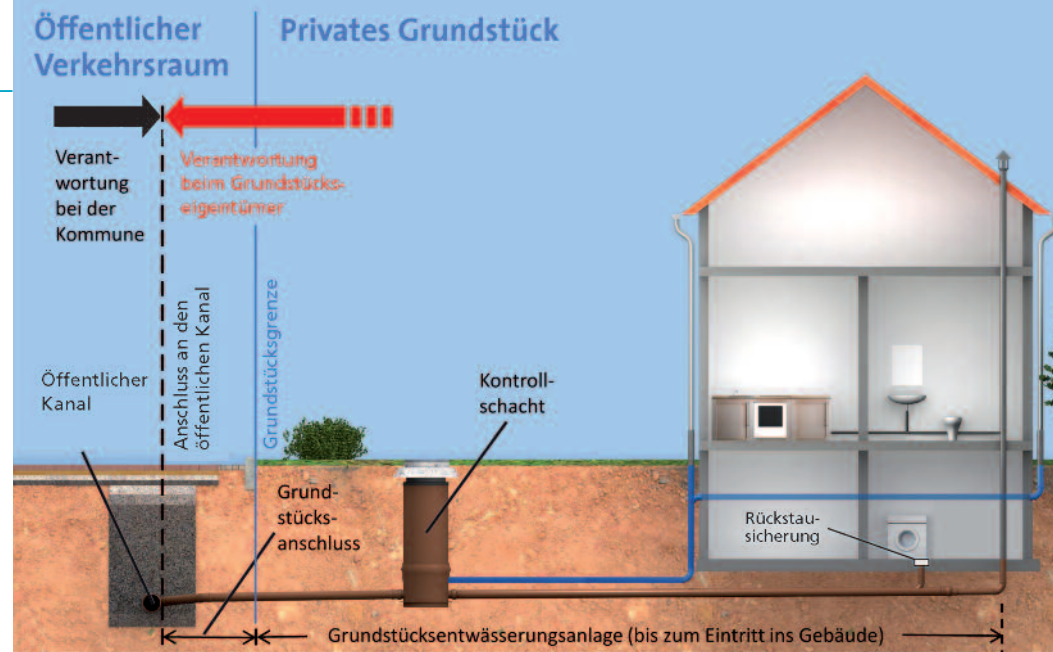 Öffentlicher
Verkehrsraum
Privates Grundstück
Verant-
wortung
bei der
Kommune
Verantwortung
beim Grundstücks-
eigentümer
Anschluss an den
öffentlichen Kanal
Grundstücksgrenze
Öffentlicher
Kanal
Kontroll-
schacht
Grund-
stücks-
anschluss
Rückstau-
sicherung
Grundstücksentwässerungsanlage (bis zum Eintritt ins Gebäude)